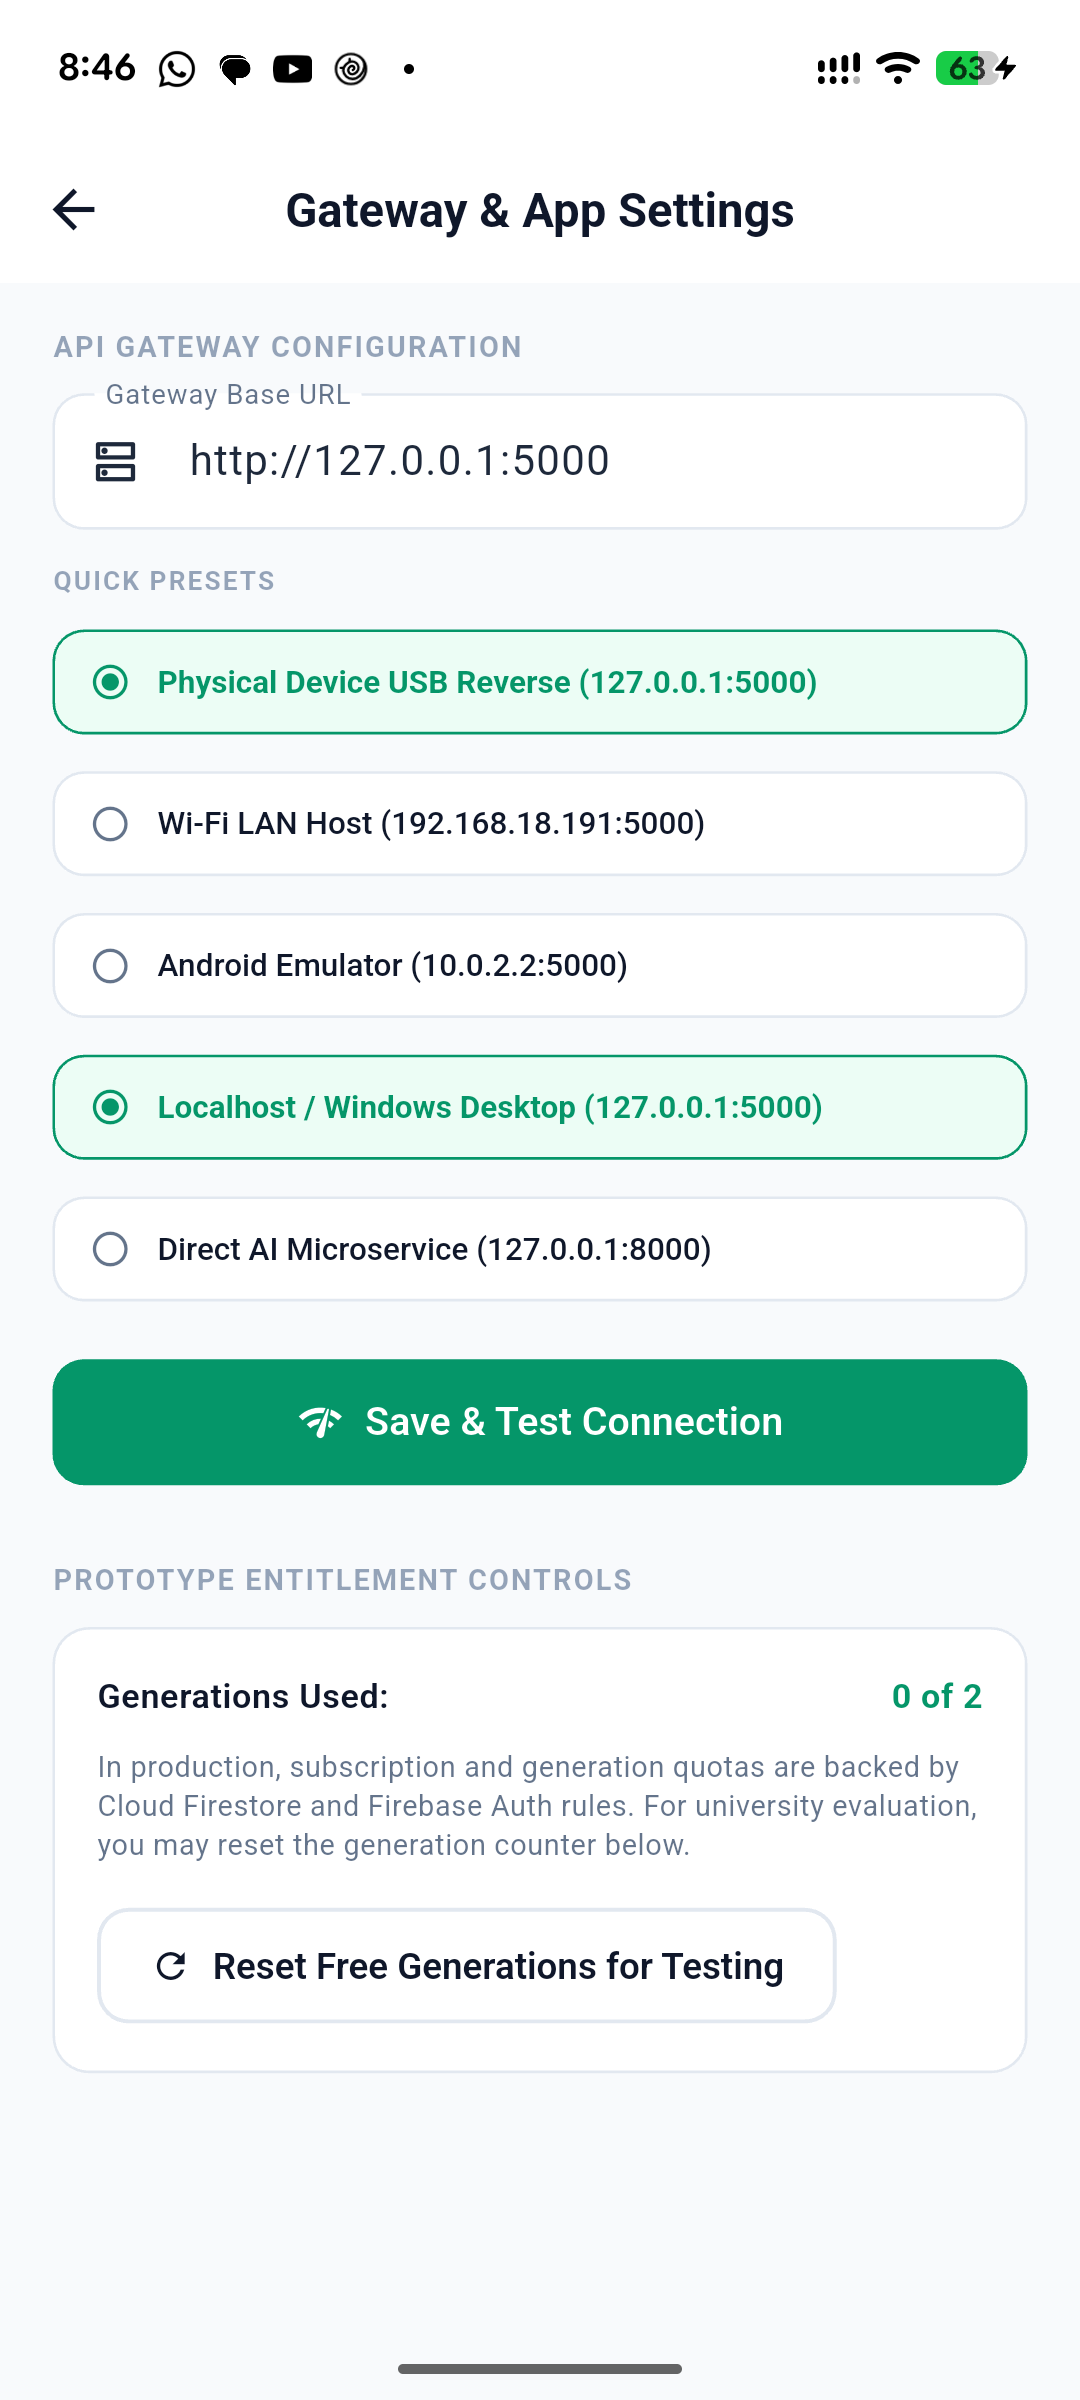 8:46
63
Gateway & App Settings
API GATEWAY CONFIGURATION
Gateway Base URL
http://127.0.0.1:5000
QUICK PRESETS
Physical Device USB Reverse (127.0.0.1:5000)
Wi-Fi LAN Host (192.168.18.191:5000)
Android Emulator (10.0.2.2:5000)
Localhost / Windows Desktop (127.0.0.1:5000)
Direct AI Microservice (127.0.0.1:8000)
Save & Test Connection
PROTOTYPE ENTITLEMENT CONTROLS
Generations Used:
0 of 2
In production, subscription and generation quotas are backed by
Cloud Firestore and Firebase Auth rules. For university evaluation,
you may reset the generation counter below.
Reset Free Generations for Testing